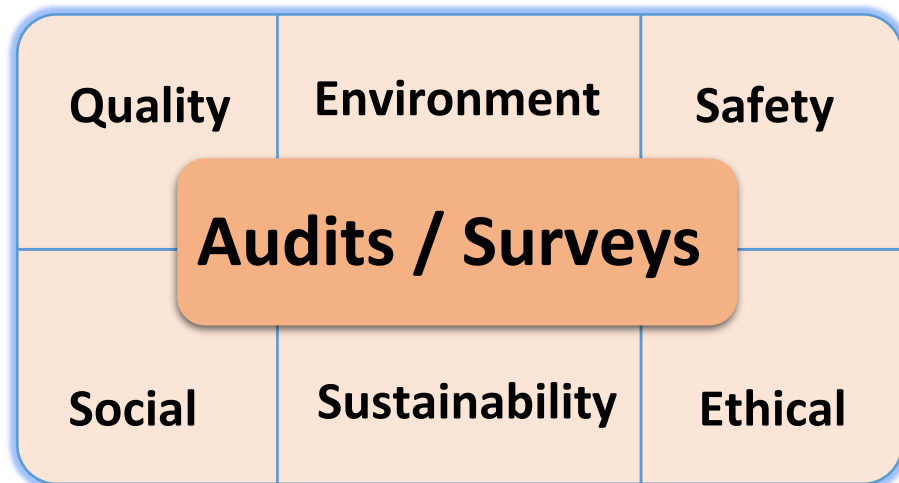 Quality
Environment
Safety
Audits / Surveys
Social
Sustainability
Ethical